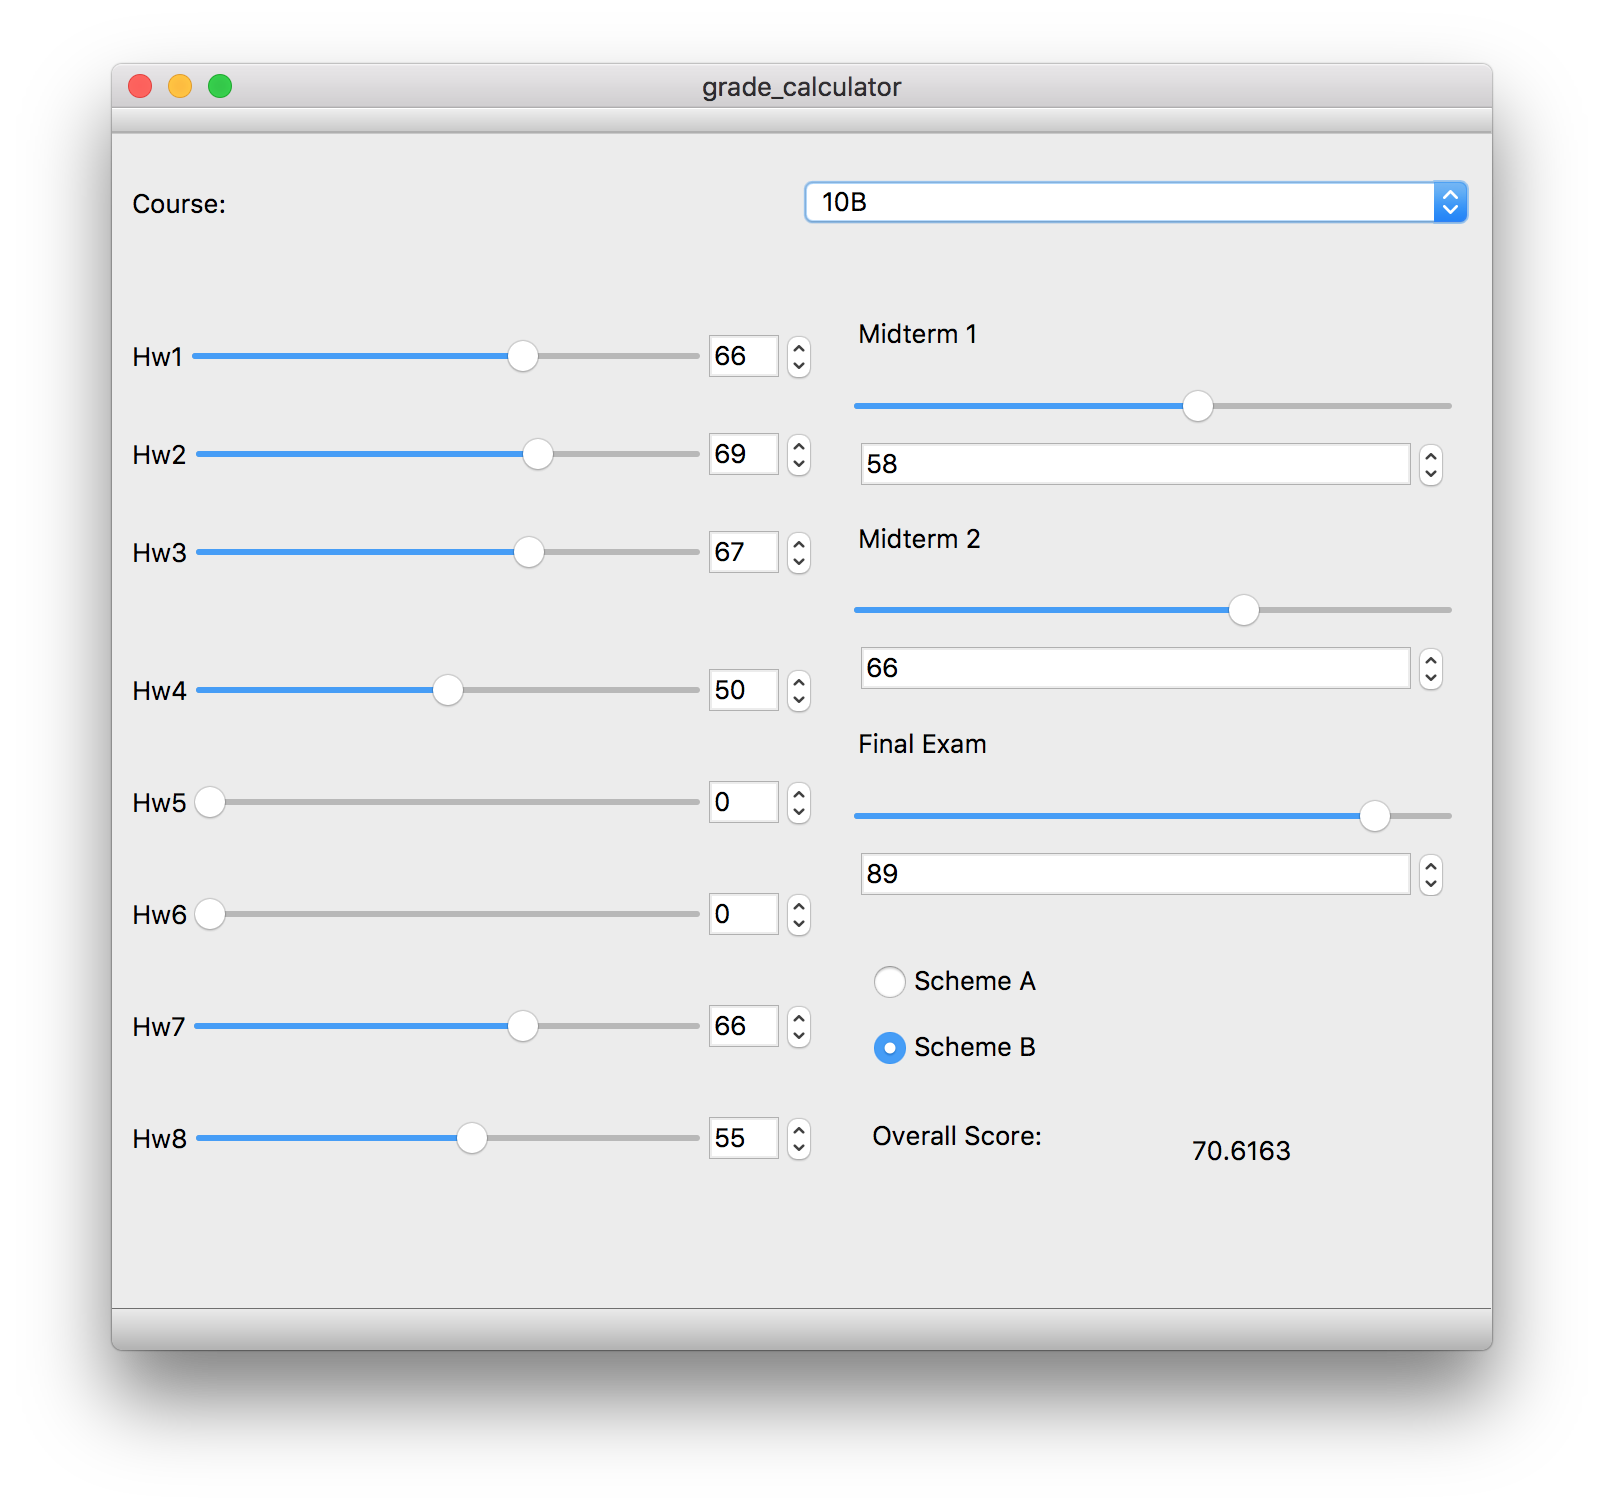 grade_calculator
Course:
10B
Hw1
66
Hw2
69
Hw3
67
Hw4
50
Hw5
0
Hw6
0
Hw7
66
Hw8
55
Midterm 1
58
Midterm 2
66
Final Exam
89
Scheme A
Scheme B
Overall Score:
70.6163